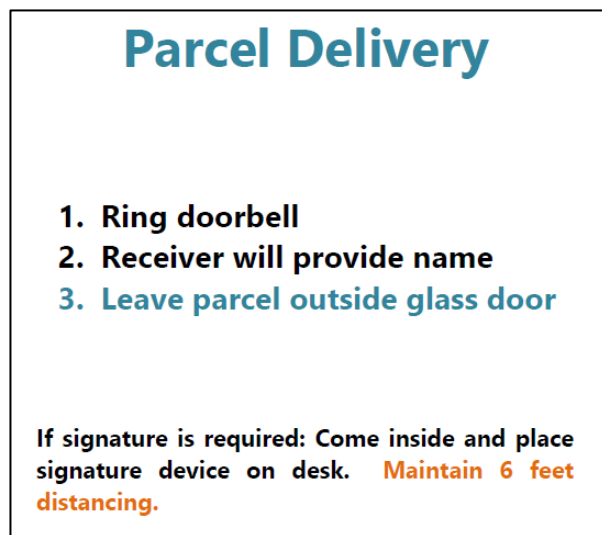 Parcel Delivery
1. Ring doorbell
2. Receiver will provide name
3. Leave parcel outside glass door
If signature is required: Come inside and place
signature device on desk. Maintain 6 feet
distancing.